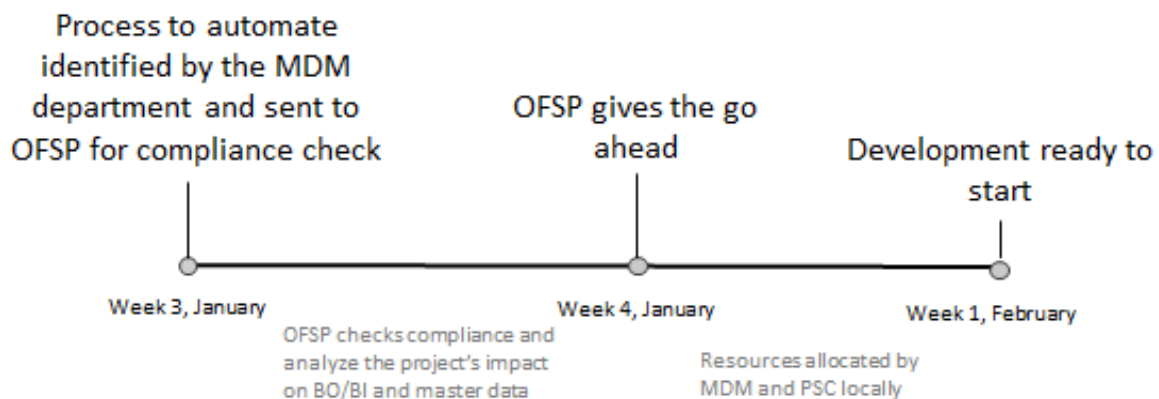 Process to automate
identified by the MDM
department and sent to
OFSP for compliance check
OFSP gives the go
ahead
Development ready to
start
Week 3, January
Week 4, January
Week 1, February
OFSP checks compliance and
analyze the project's impact
on BO/BI and master data
Resources allocated by
MDM and PSC locally